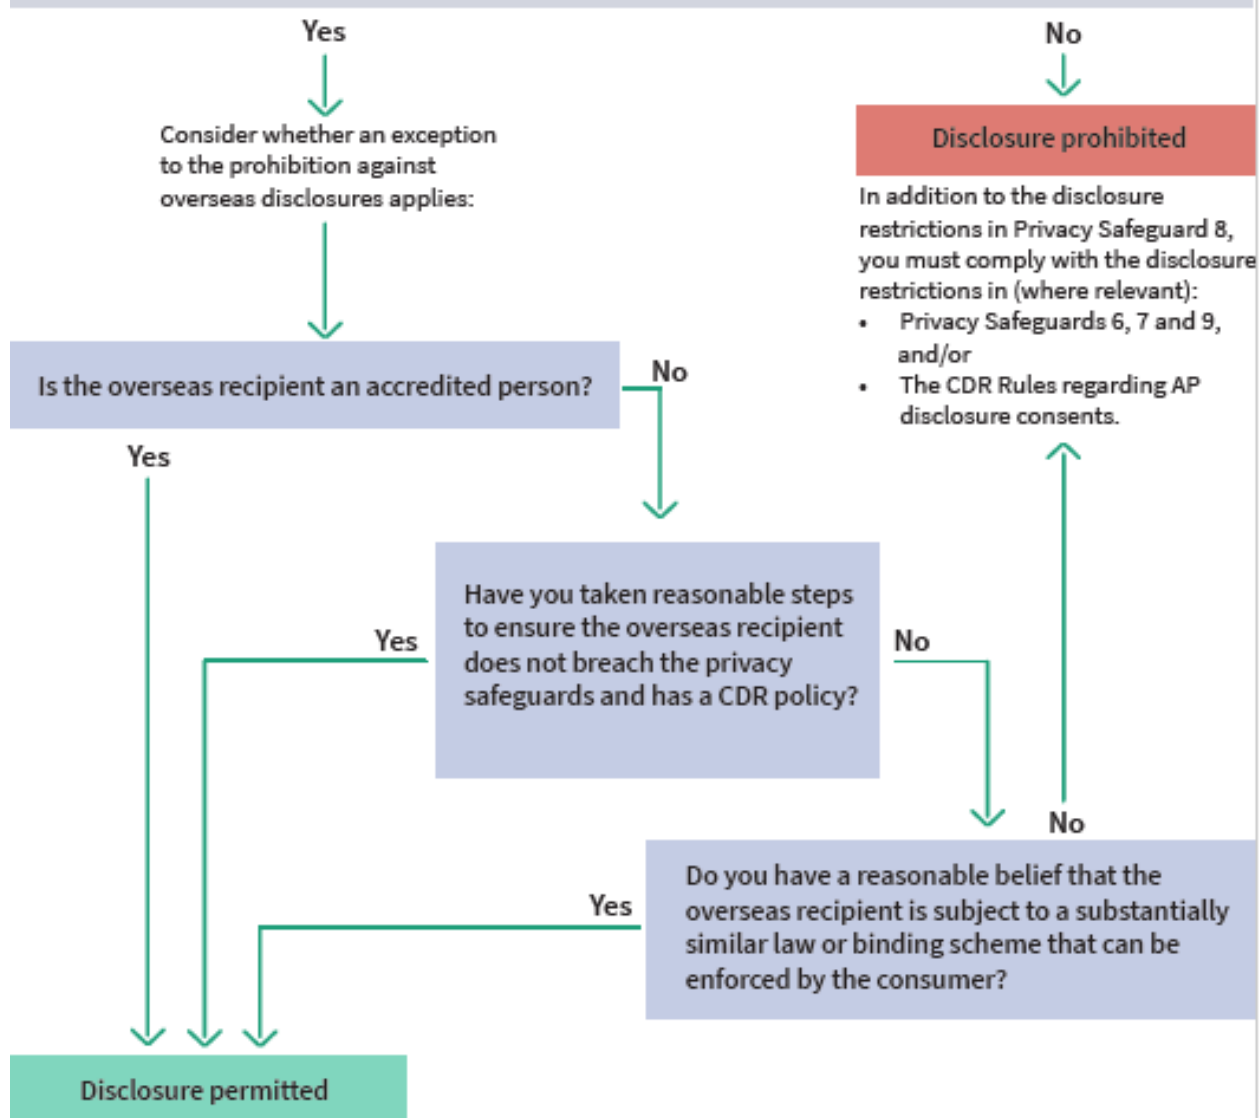 Yes
No
Consider whether an exception
to the prohibition against
overseas disclosures applies:
Disclosure prohibited
In addition to the disclosure
restrictions in Privacy Safeguard 8,
you must comply with the disclosure
restrictions in (where relevant):
• Privacy Safeguards 6, 7 and 9,
and/or
• The CDR Rules regarding AP
disclosure consents.
Is the overseas recipient an accredited person?
No
Yes
Have you taken reasonable steps
to ensure the overseas recipient
does not breach the privacy
safeguards and has a CDR policy?
Yes
No
No
Do you have a reasonable belief that the
overseas recipient is subject to a substantially
similar law or binding scheme that can be
enforced by the consumer?
Yes
Disclosure permitted